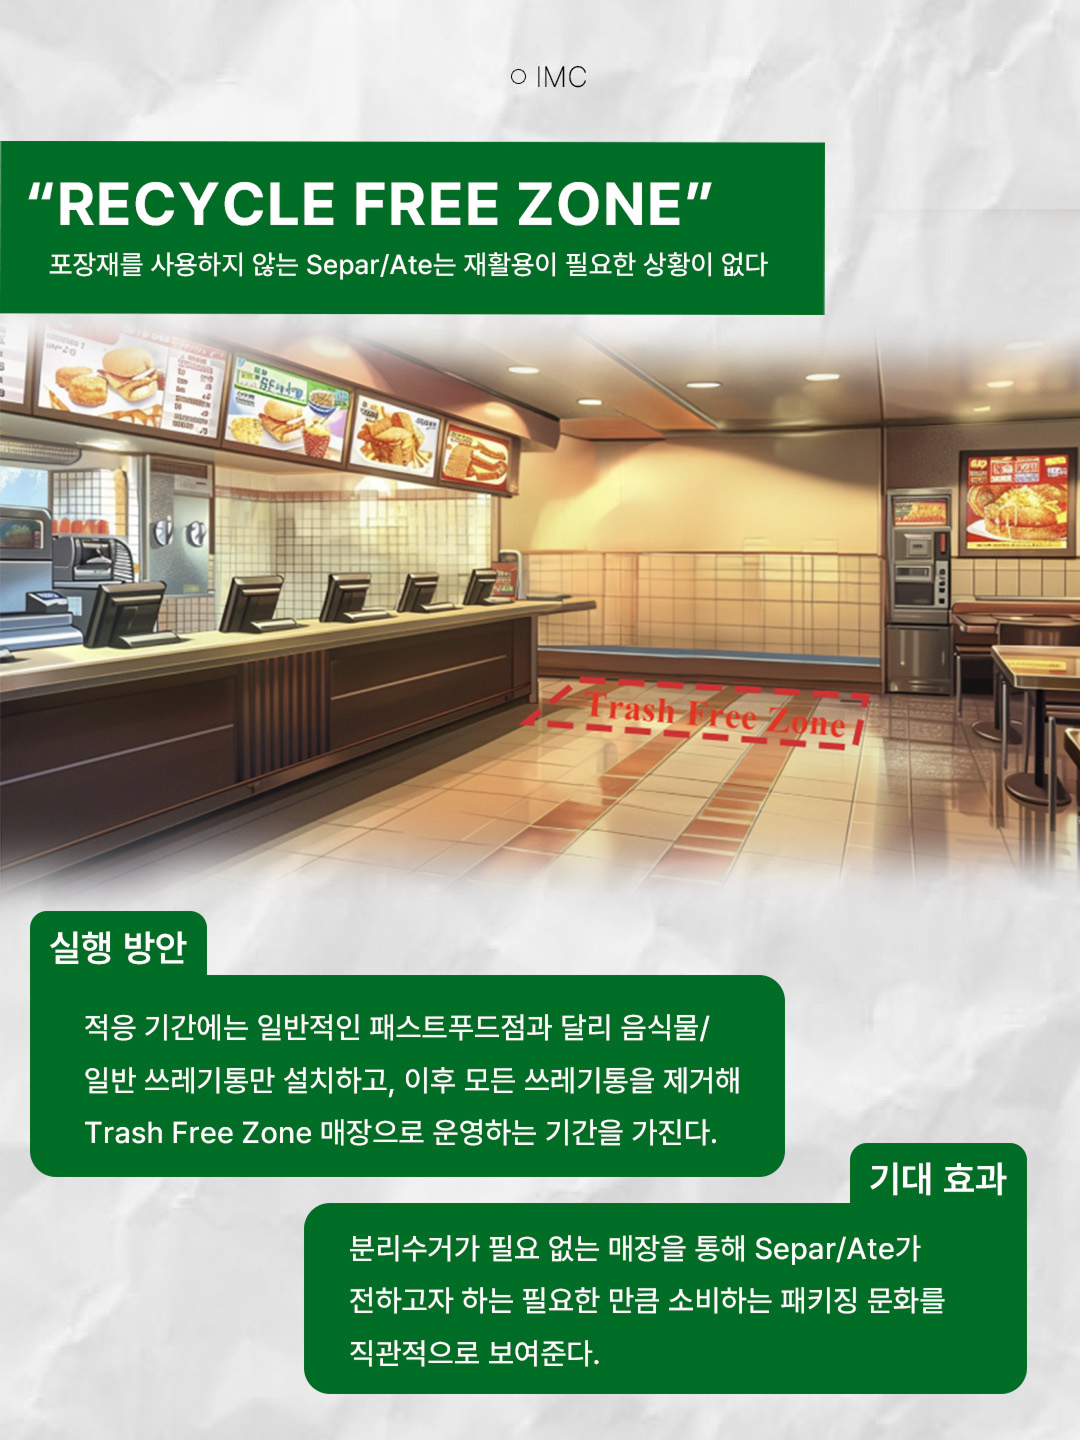 IMC
“RECYCLE FREE ZONE”
포장재를 사용하지 않는 Separ/Ate는 재활용이 필요한 상황이 없다
Trash Free Zone
실행 방안
적응 기간에는 일반적인 패스트푸드점과 달리 음식물/
일반 쓰레기통만 설치하고, 이후 모든 쓰레기통을 제거해
Trash Free Zone 매장으로 운영하는 기간을 가진다.
기대 효과
분리수거가 필요 없는 매장을 통해 Separ/Ate가
전하고자 하는 필요한 만큼 소비하는 패키징 문화를
직관적으로 보여준다.